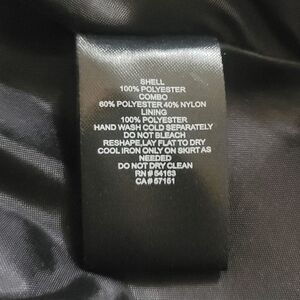 SHELL
100% POLYESTER
COMBO
60% POLYESTER 40% NYLON
LINING
100% POLYESTER
HAND WASH COLD SEPARATELY
DO NOT BLEACH
RESHAPE,LAY FLAT TO DRY
COOL IRON ONLY ON SKIRT AS
NEEDED
DO NOT DRY CLEAN
RN# 54163
CA# 57151